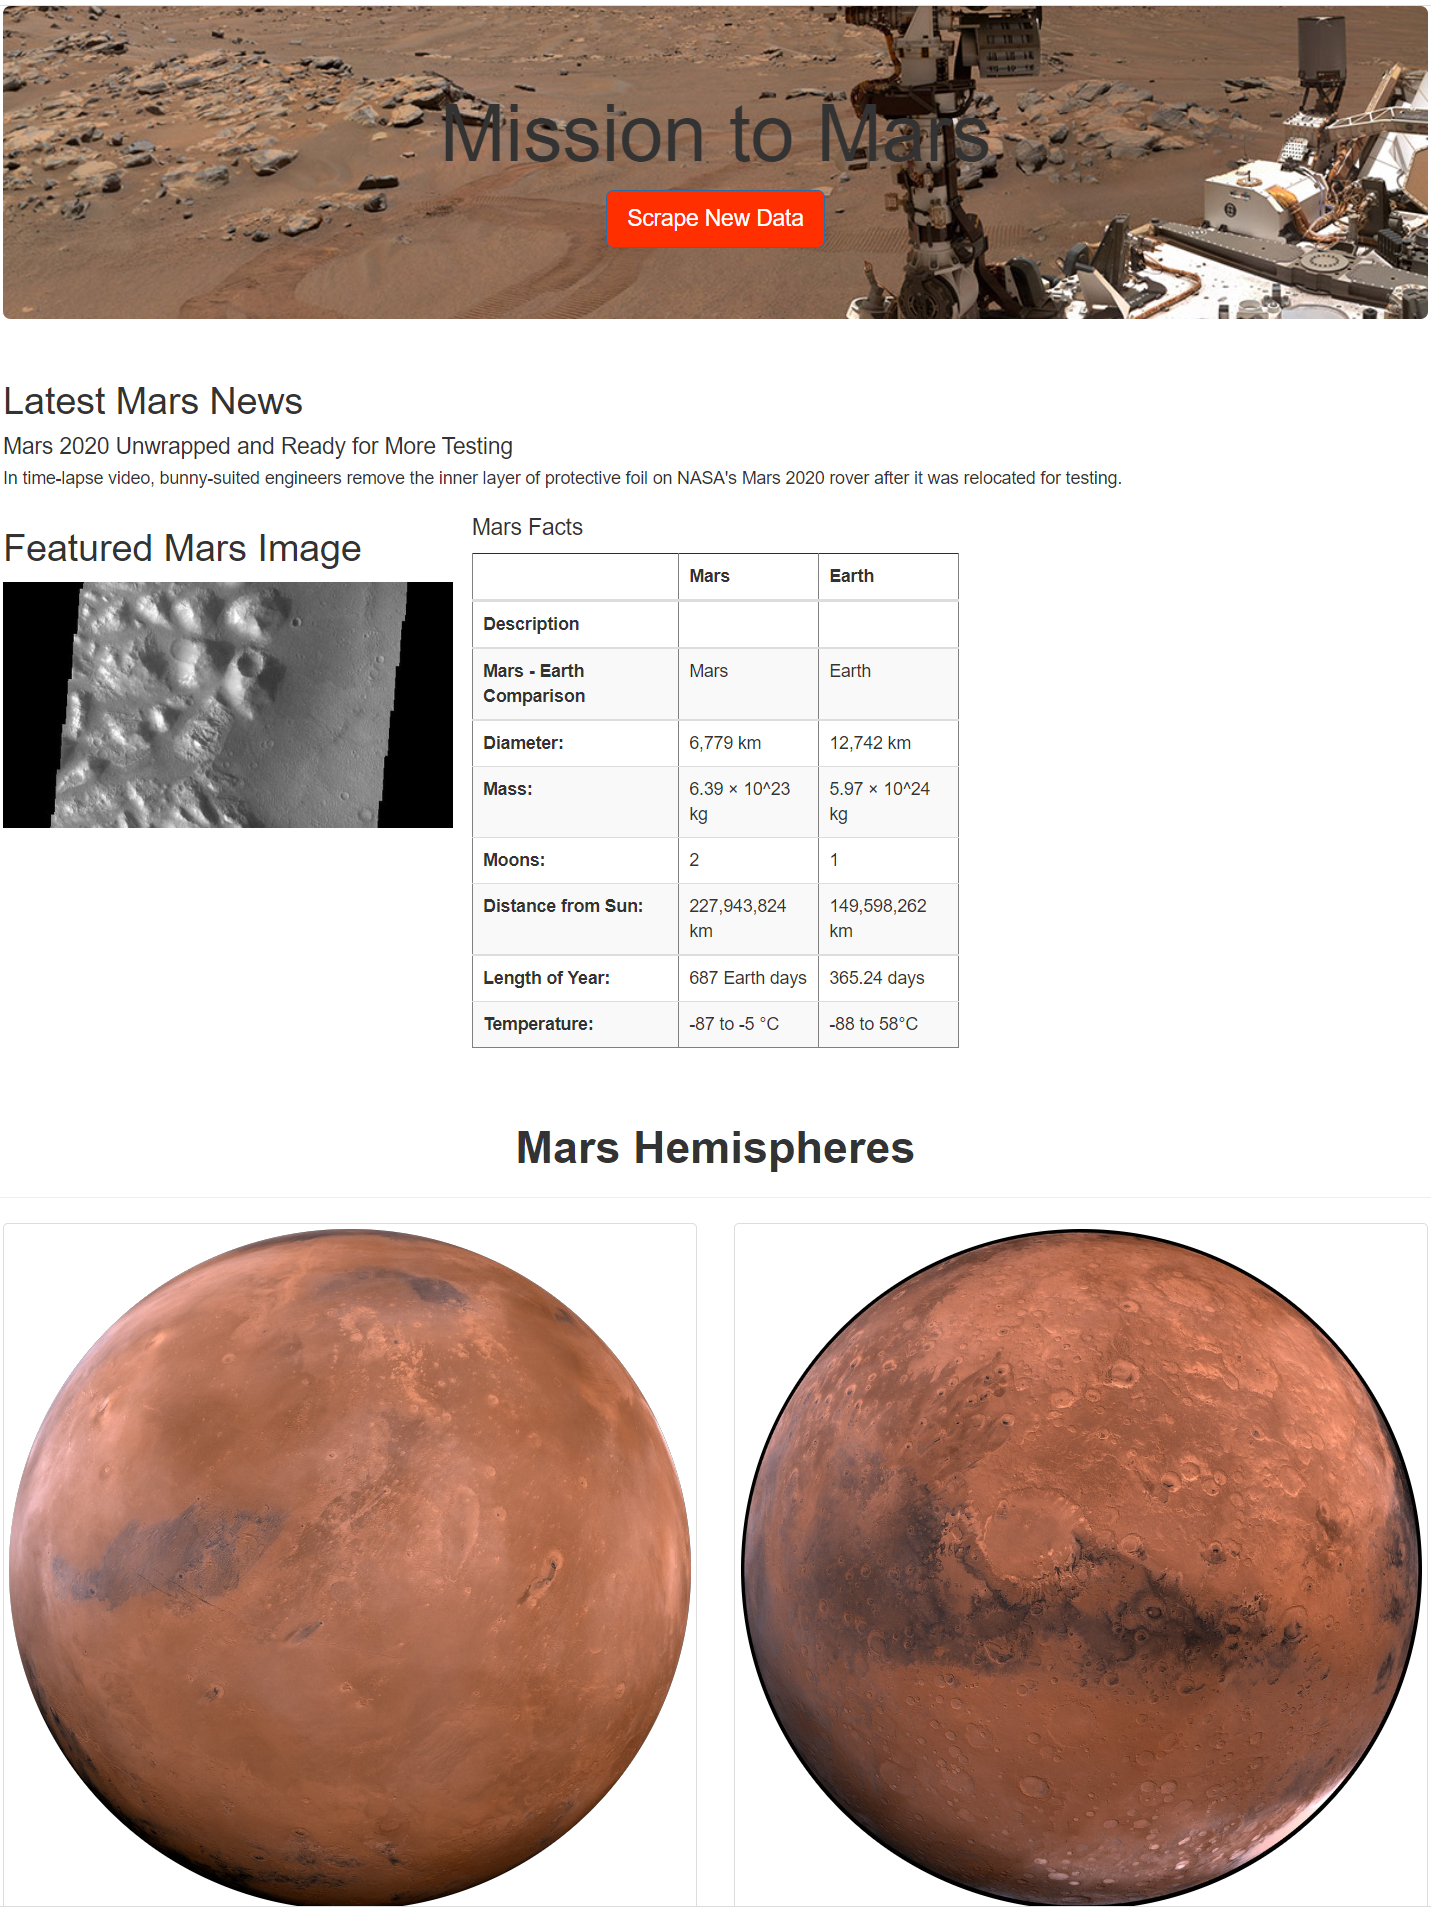 Mission to Mars
Scrape New Data
Latest Mars News
Mars 2020 Unwrapped and Ready for More Testing
In time-lapse video, bunny-suited engineers remove the inner layer of protective foil on NASA's Mars 2020 rover after it was relocated for testing.
Featured Mars Image
Mars Facts
Mars Earth
Description
Mars - Earth Comparison Mars Earth
Diameter: 6,779 km 12,742 km
Mass: 6.39 × 10^23 kg 5.97 × 10^24 kg
Moons: 2 1
Distance from Sun: 227,943,824 km 149,598,262 km
Length of Year: 687 Earth days 365.24 days
Temperature: -87 to -5 °C -88 to 58°C
Mars Hemispheres